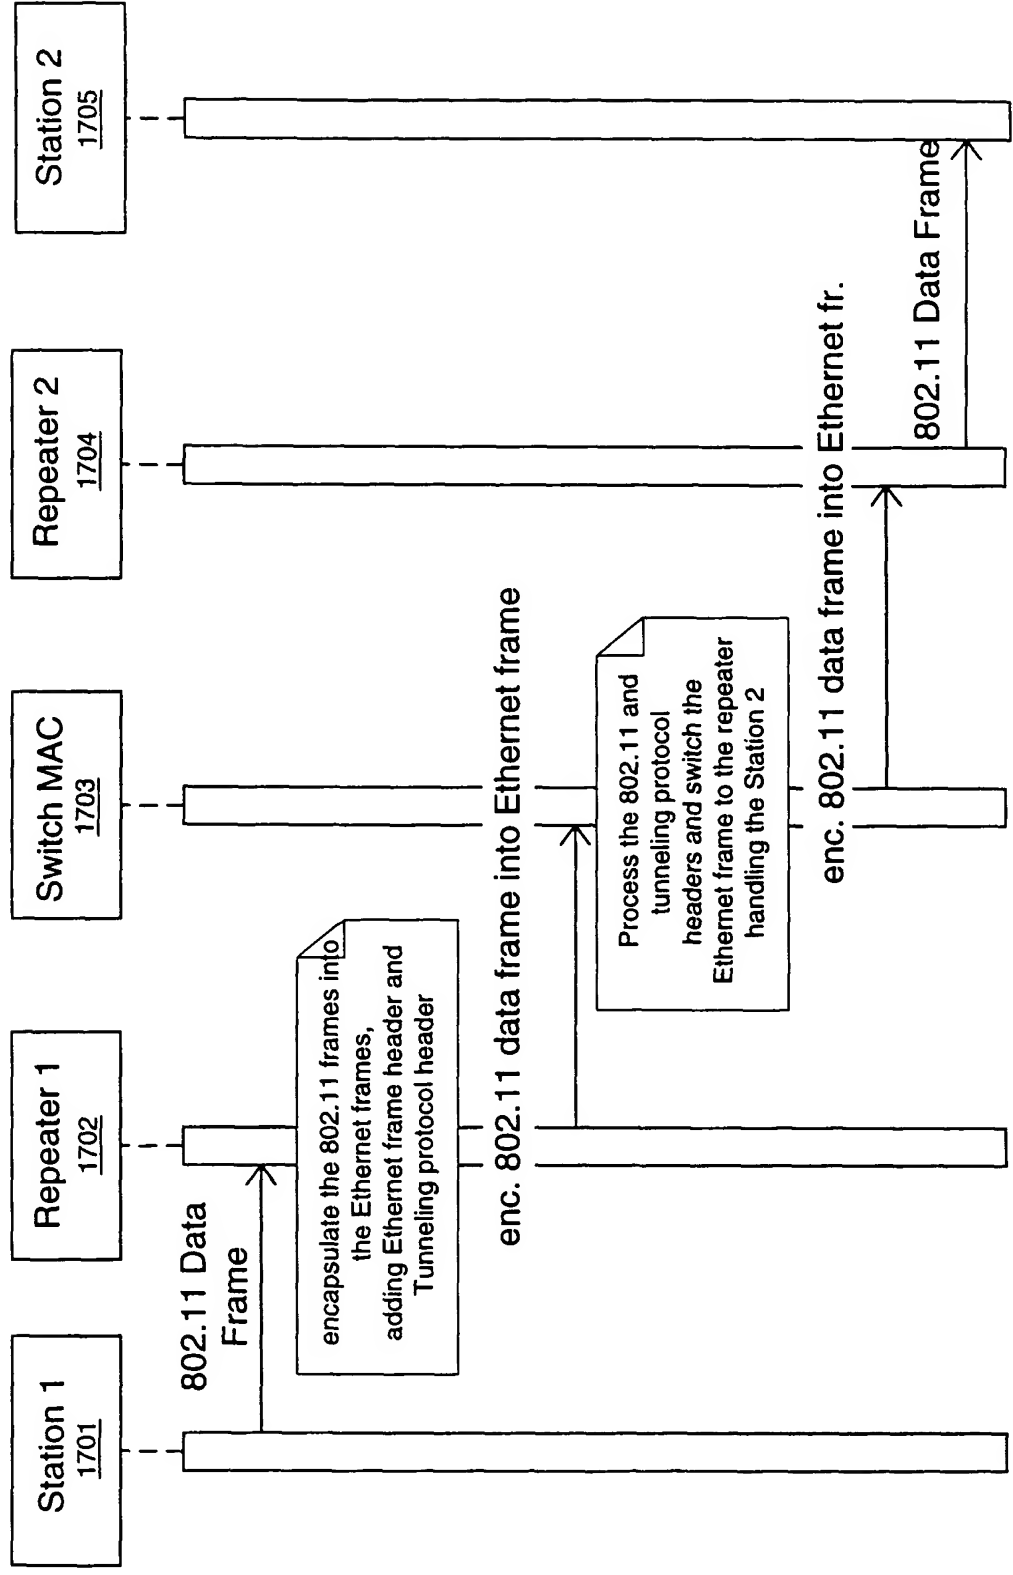 Station 1
1701
Repeater 1
1702
Switch MAC
1703
Repeater 2
1704
Station 2
1705
802.11 Data
Frame
encapsulate the 802.11 frames into
the Ethernet frames,
adding Ethernet frame header and
Tunneling protocol header
enc. 802.11 data frame into Ethernet frame
Process the 802.11 and
tunneling protocol
headers and switch the
Ethernet frame to the repeater
handling the Station 2
enc. 802.11 data frame into Ethernet fr.
802.11 Data Frame